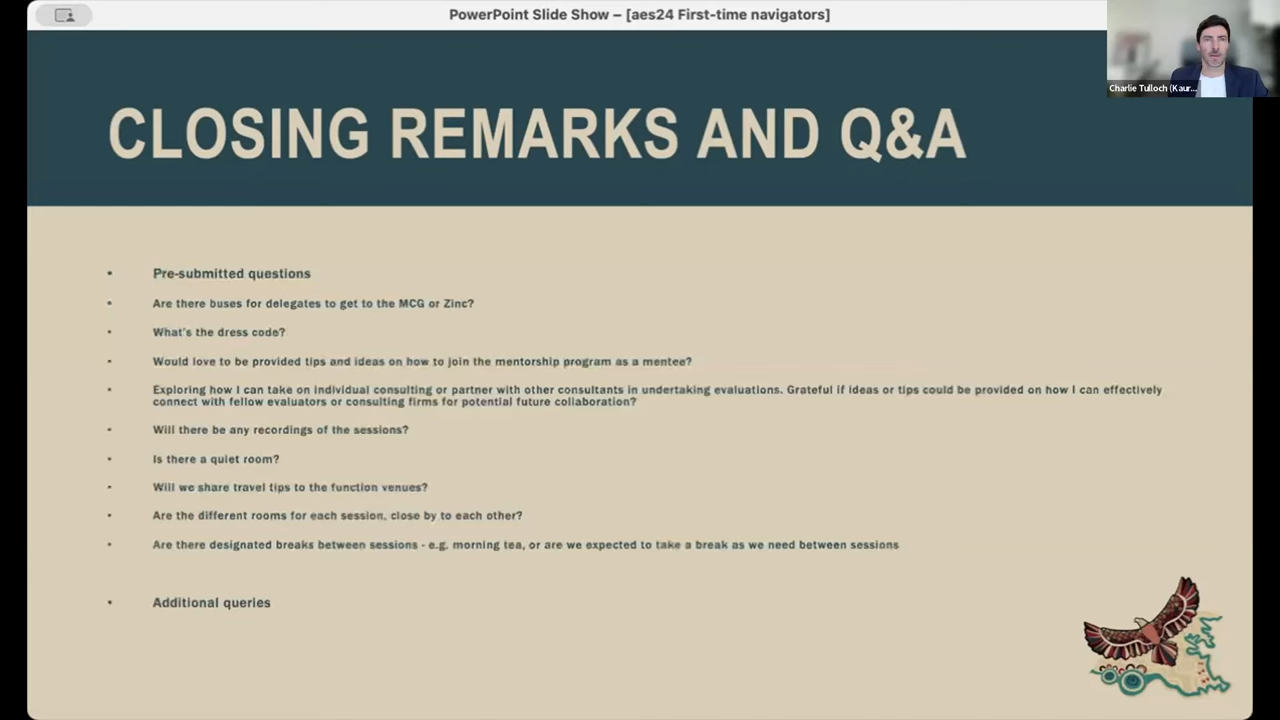 PowerPoint Slide Show – [aes24 First-time navigators]
Charlie Tulloch (Kaur...
CLOSING REMARKS AND Q&A
• Pre-submitted questions
• Are there buses for delegates to get to the MCG or Zinc?
• What's the dress code?
• Would love to be provided tips and ideas on how to join the mentorship program as a mentee?
• Exploring how I can take on individual consulting or partner with other consultants in undertaking evaluations. Grateful if ideas or tips could be provided on how I can effectively
connect with fellow evaluators or consulting firms for potential future collaboration?
• Will there be any recordings of the sessions?
• Is there a quiet room?
• Will we share travel tips to the function venues?
• Are the different rooms for each session, close by to each other?
• Are there designated breaks between sessions - e.g. morning tea, or are we expected to take a break as we need between sessions
• Additional queries